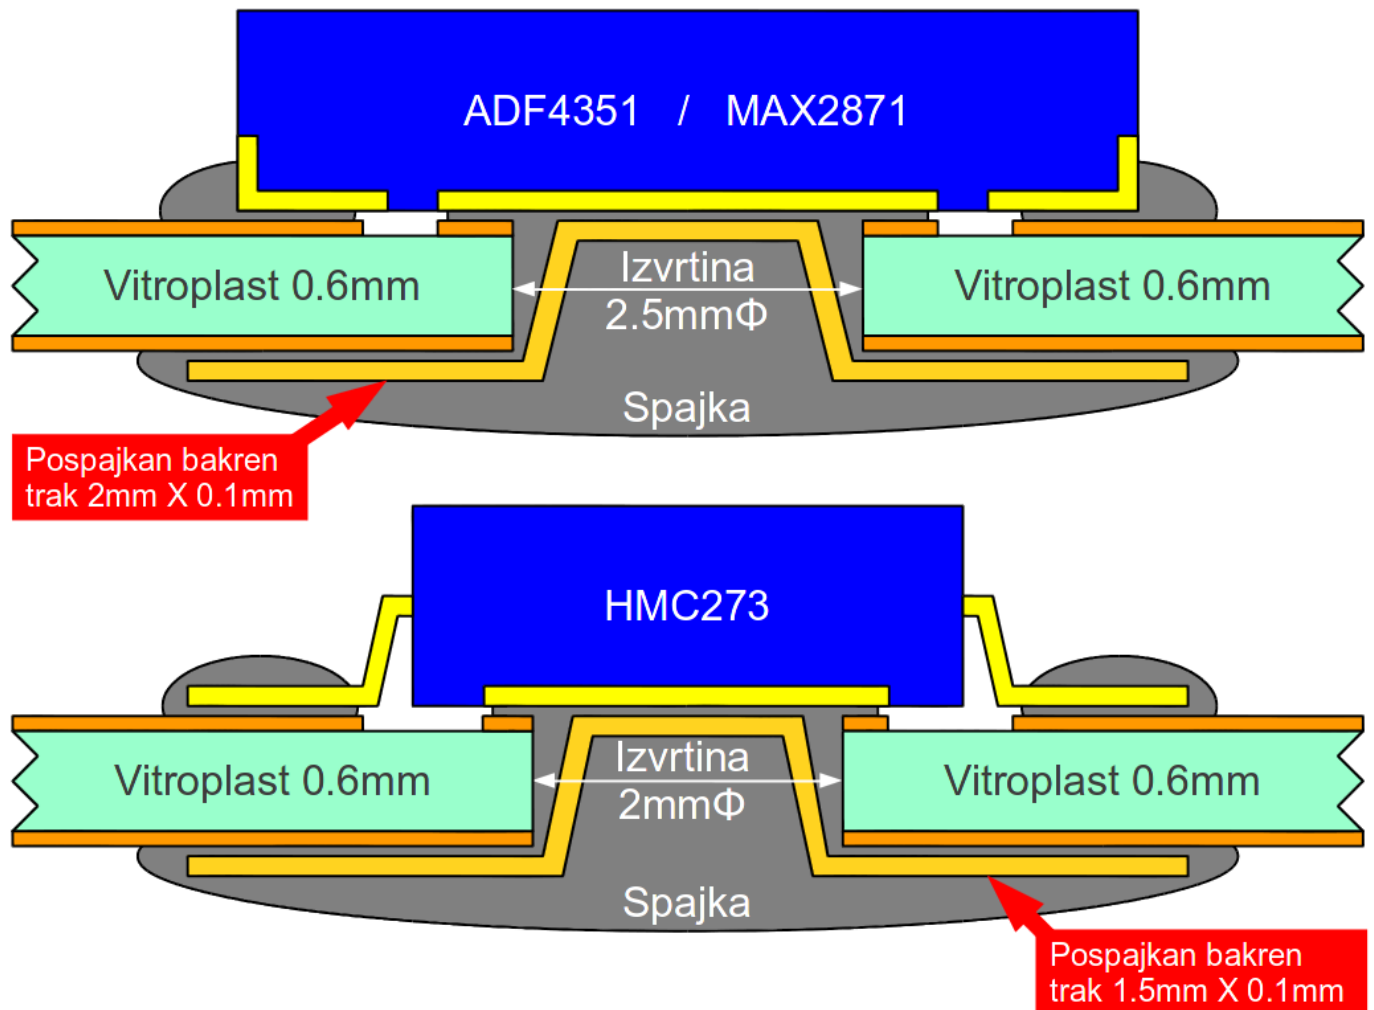 ADF4351 / MAX2871
Izvrtina
Vitroplast 0.6mm
Vitroplast 0.6mm
2.5mmΦ
Spajka
Pospajkan bakren
trak 2mm X 0.1mm
HMC273
Izvrtina
Vitroplast 0.6mm
Vitroplast 0.6mm
2mmΦ
Spajka
Pospajkan bakren
trak 1.5mm X 0.1mm